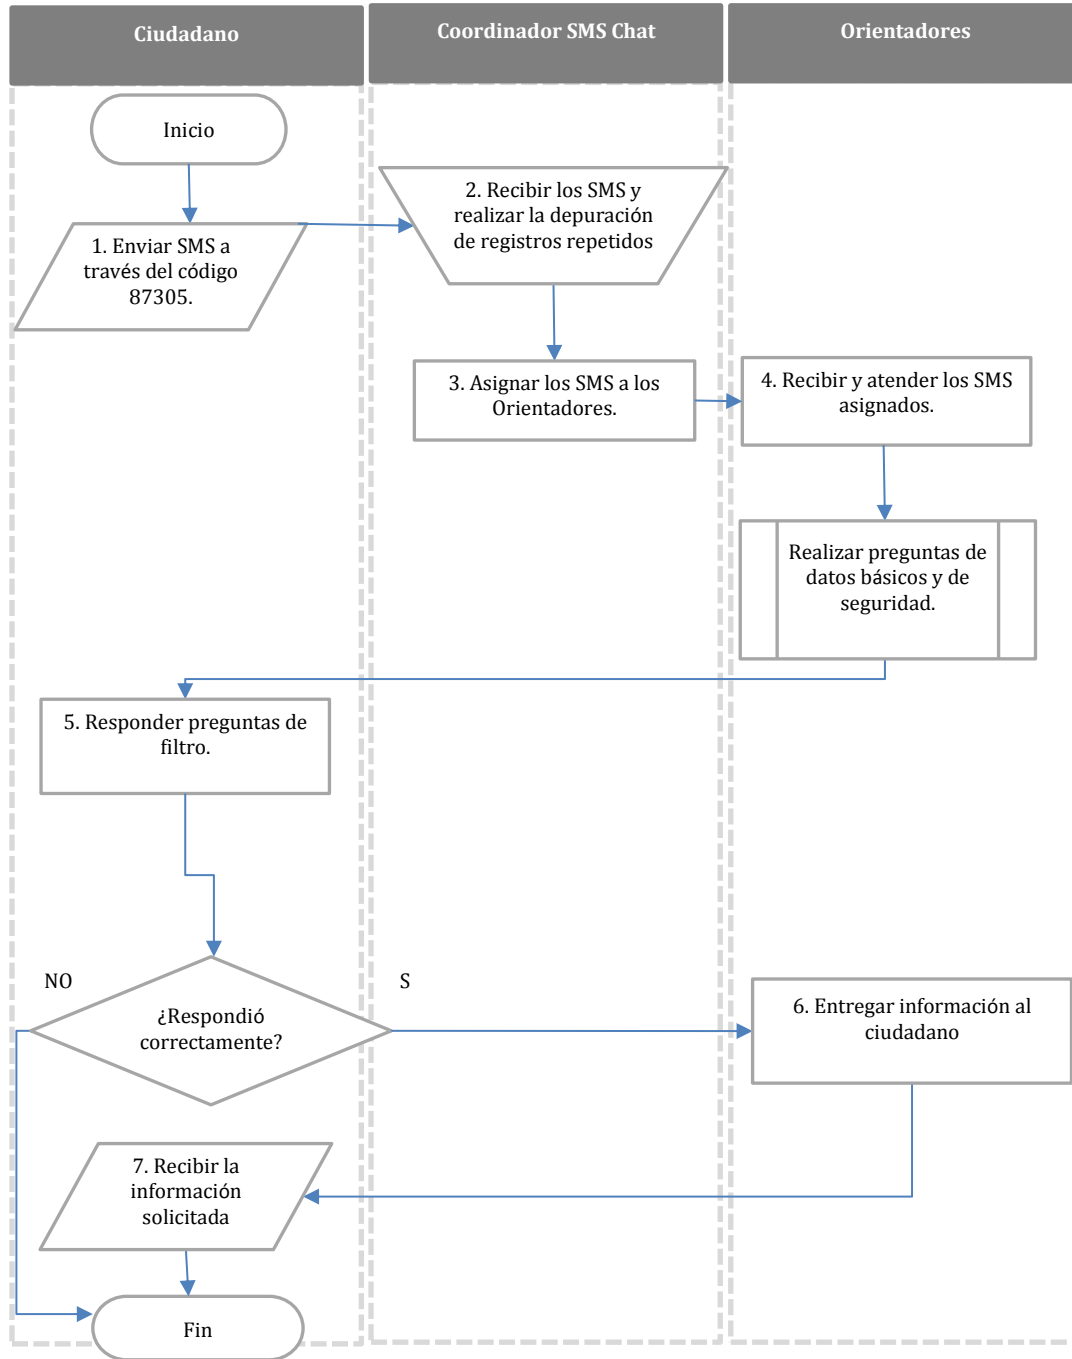 Ciudadano
Coordinador SMS Chat
Orientadores
Inicio
1. Enviar SMS a
través del código
87305.
2. Recibir los SMS y
realizar la depuración
de registros repetidos
3. Asignar los SMS a los
Orientadores.
4. Recibir y atender los SMS
asignados.
Realizar preguntas de
datos básicos y de
seguridad.
5. Responder preguntas de
filtro.
NO
¿Respondió
correctamente?
S
6. Entregar información al
ciudadano
7. Recibir la
información
solicitada
Fin